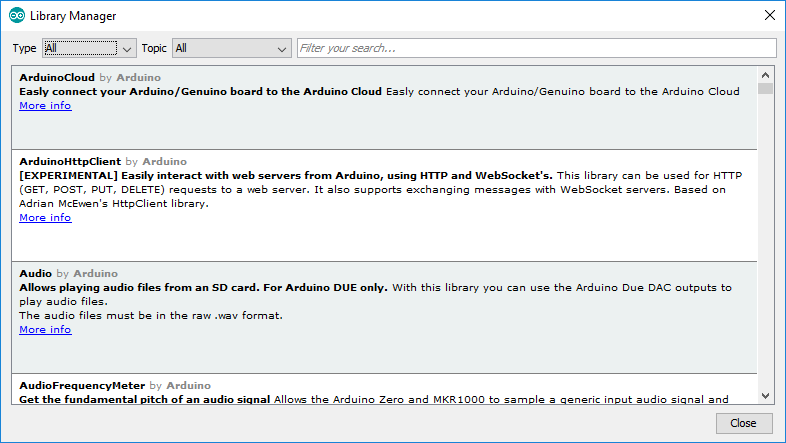 Library Manager
Type All Topic All Filter your search...
ArduinoCloud by Arduino
Easly connect your Arduino/Genuino board to the Arduino Cloud Easly connect your Arduino/Genuino board to the Arduino Cloud
More info
ArduinoHttpClient by Arduino
[EXPERIMENTAL] Easily interact with web servers from Arduino, using HTTP and WebSocket's. This library can be used for HTTP
(GET, POST, PUT, DELETE) requests to a web server. It also supports exchanging messages with WebSocket servers. Based on
Adrian McEwen's HttpClient library.
More info
Audio by Arduino
Allows playing audio files from an SD card. For Arduino DUE only. With this library you can use the Arduino Due DAC outputs to
play audio files.
The audio files must be in the raw .wav format.
More info
AudioFrequencyMeter by Arduino
Get the fundamental pitch of an audio signal Allows the Arduino Zero and MKR1000 to sample a generic input audio signal and
Close